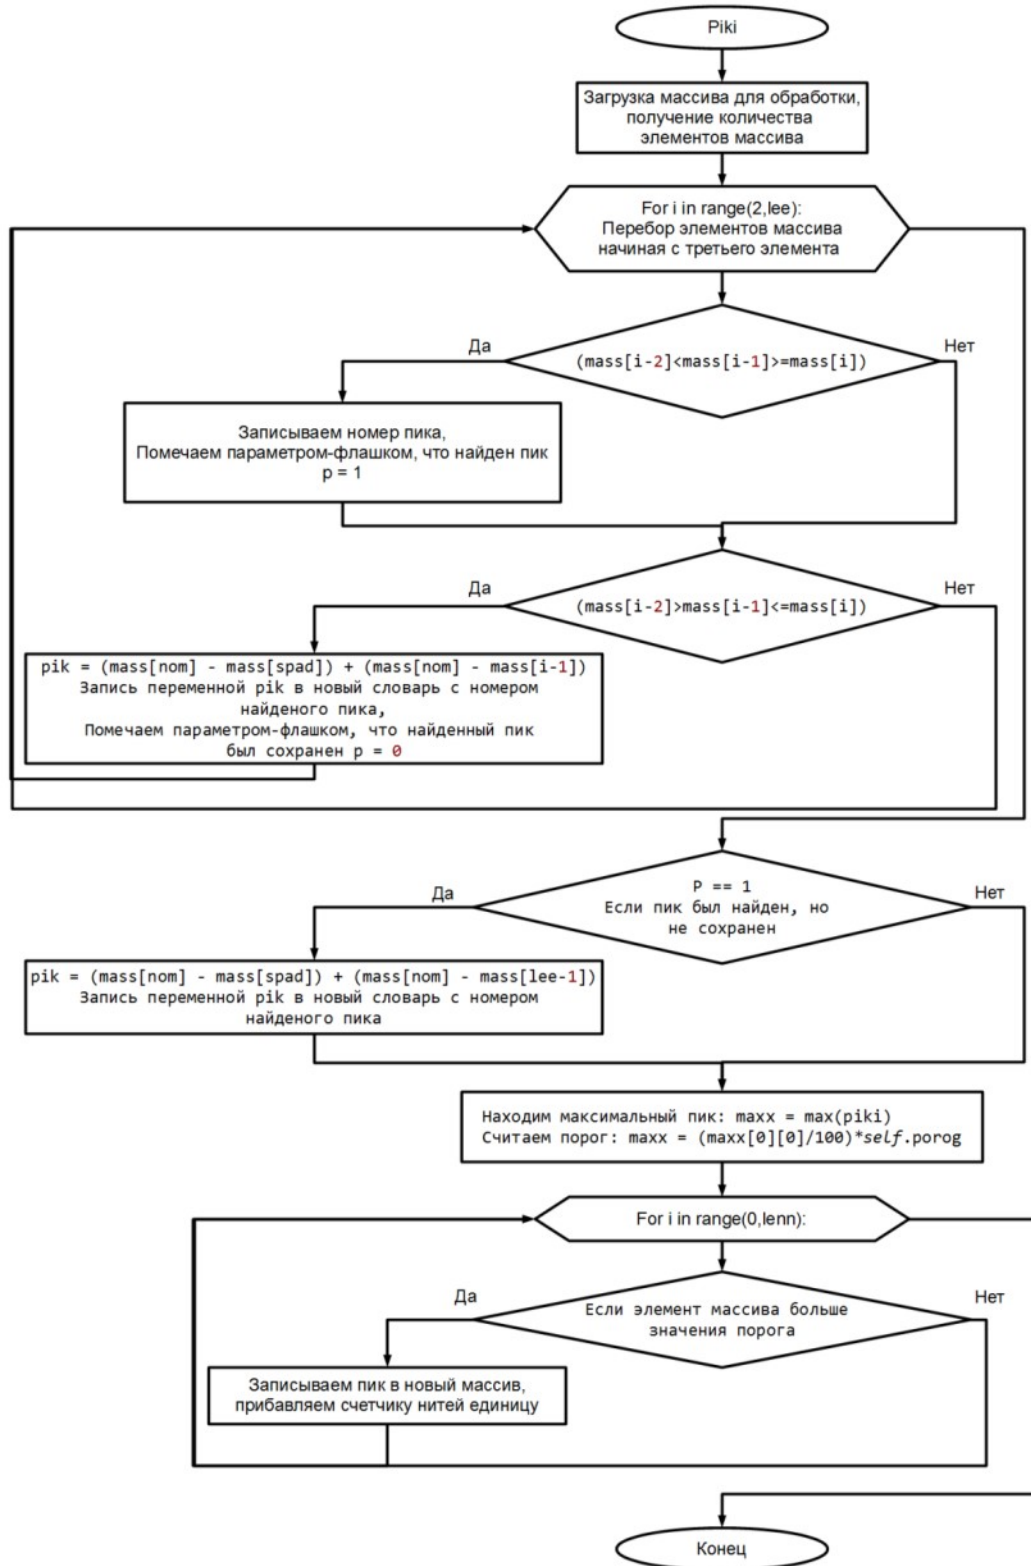 Piki
Загрузка массива для обработки,
получение количества
элементов массива
For i in range(2,lee):
Перебор элементов массива
начиная с третьего элемента
Да
(mass[i-2]<mass[i-1]>=mass[i])
Нет
Записываем номер пика,
Помечаем параметром-флашком, что найден пик
p = 1
Да
(mass[i-2]>mass[i-1]<=mass[i])
Нет
pik = (mass[nom] - mass[spad]) + (mass[nom] - mass[i-1])
Запись переменной pik в новый словарь с номером
найденого пика,
Помечаем параметром-флашком, что найденный пик
был сохранен p = 0
Да
P == 1
Если пик был найден, но
не сохранен
Нет
pik = (mass[nom] - mass[spad]) + (mass[nom] - mass[lee-1])
Запись переменной pik в новый словарь с номером
найденого пика
Находим максимальный пик: maxx = max(piki)
Считаем порог: maxx = (maxx[0][0]/100)*self.porog
For i in range(0,lenn):
Да
Если элемент массива больше
значения порога
Нет
Записываем пик в новый массив,
прибавляем счетчику нитей единицу
Конец